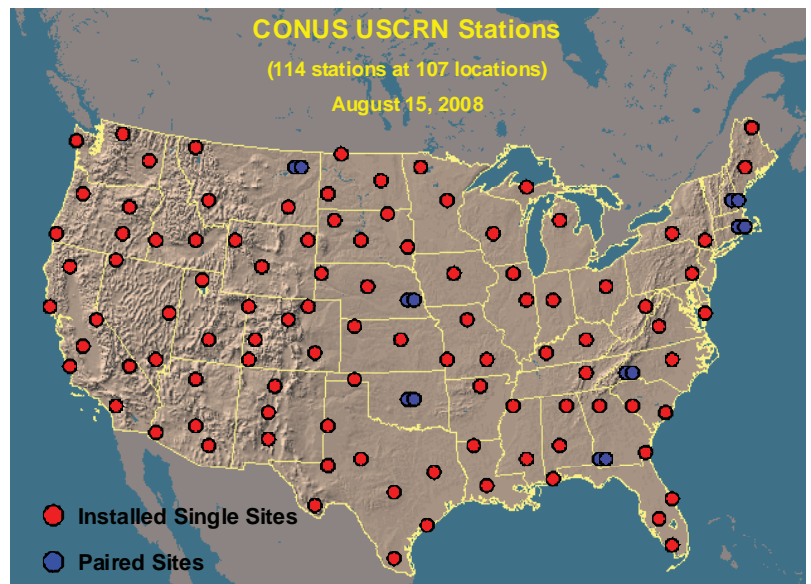 CONUS USCRN Stations
(114 stations at 107 locations)
August 15, 2008
Installed Single Sites
Paired Sites